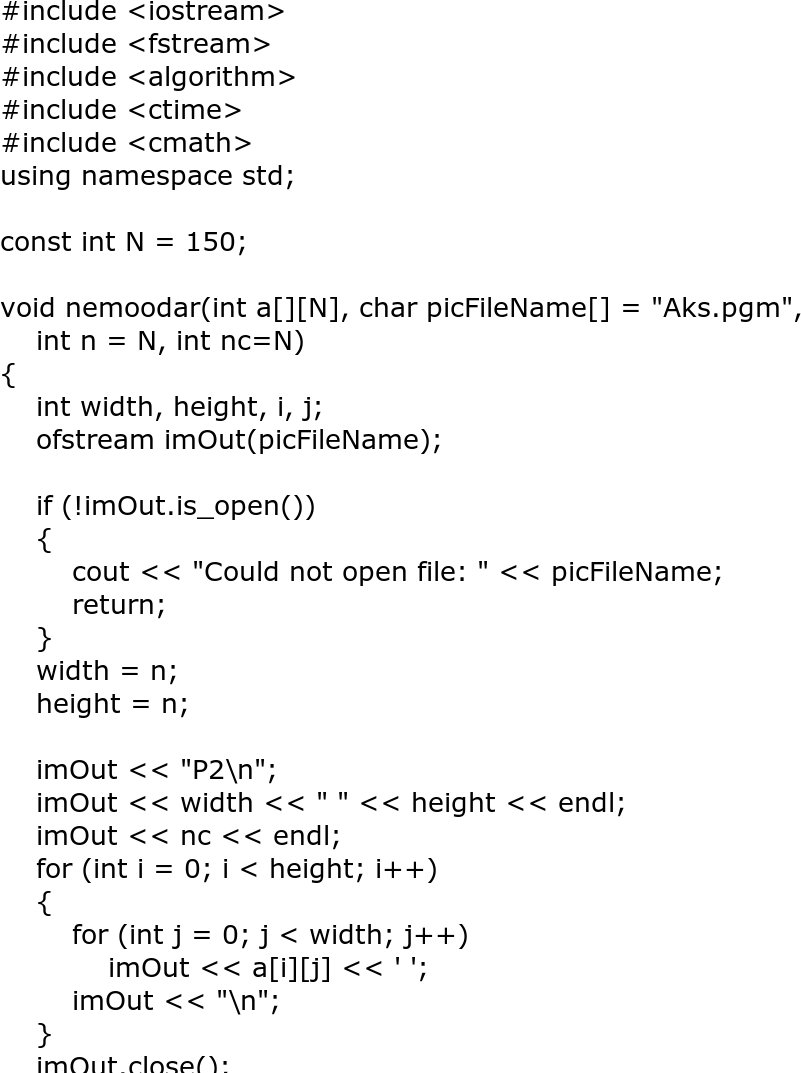 #include <iostream>
#include <fstream>
#include <algorithm>
#include <ctime>
#include <cmath>
using namespace std;

const int N = 150;

void nemoodar(int a[][N], char picFileName[] = "Aks.pgm",
    int n = N, int nc=N)
{
    int width, height, i, j;
    ofstream imOut(picFileName);

    if (!imOut.is_open())
    {
        cout << "Could not open file: " << picFileName;
        return;
    }
    width = n;
    height = n;

    imOut << "P2\n";
    imOut << width << " " << height << endl;
    imOut << nc << endl;
    for (int i = 0; i < height; i++)
    {
        for (int j = 0; j < width; j++)
            imOut << a[i][j] << ' ';
        imOut << "\n";
    }
    imOut.close();